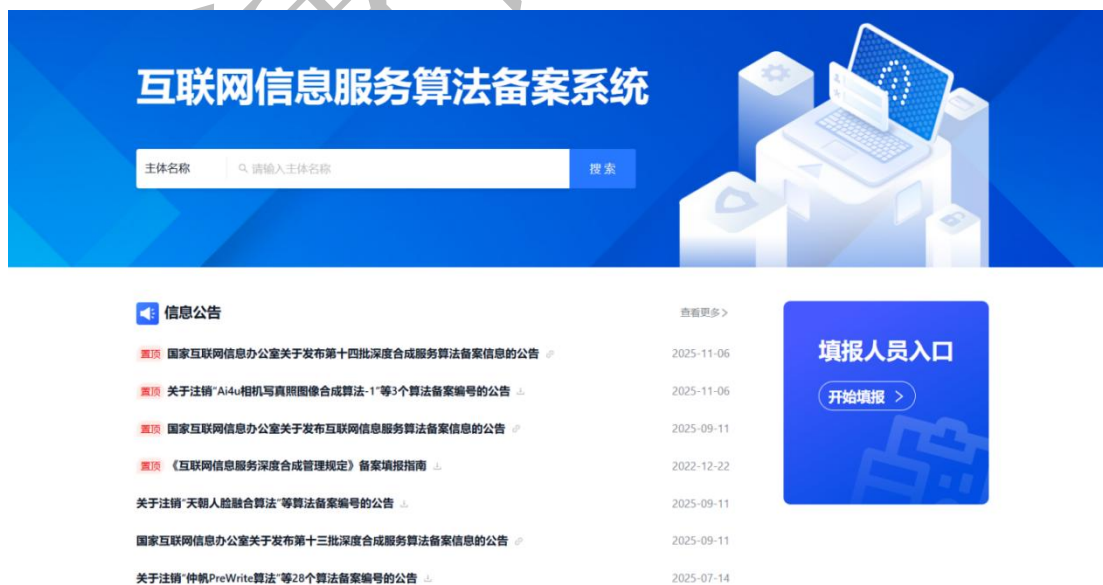 互联网信息服务算法备案系统
主体名称 请输入主体名称 搜索
信息公告 查看更多>
置顶 国家互联网信息办公室关于发布第十四批深度合成服务算法备案信息的公告 2025-11-06
置顶 关于注销"Ai4u相机写真照图像合成算法-1"等3个算法备案编号的公告 2025-11-06
置顶 国家互联网信息办公室关于发布互联网信息服务算法备案信息的公告 2025-09-11
置顶 《互联网信息服务深度合成管理规定》备案填报指南 2022-12-22
关于注销"天朝人脸融合算法"等算法备案编号的公告 2025-09-11
国家互联网信息办公室关于发布第十三批深度合成服务算法备案信息的公告 2025-09-11
关于注销"仲帆PreWrite算法"等28个算法备案编号的公告 2025-07-14
填报人员入口
开始填报 >